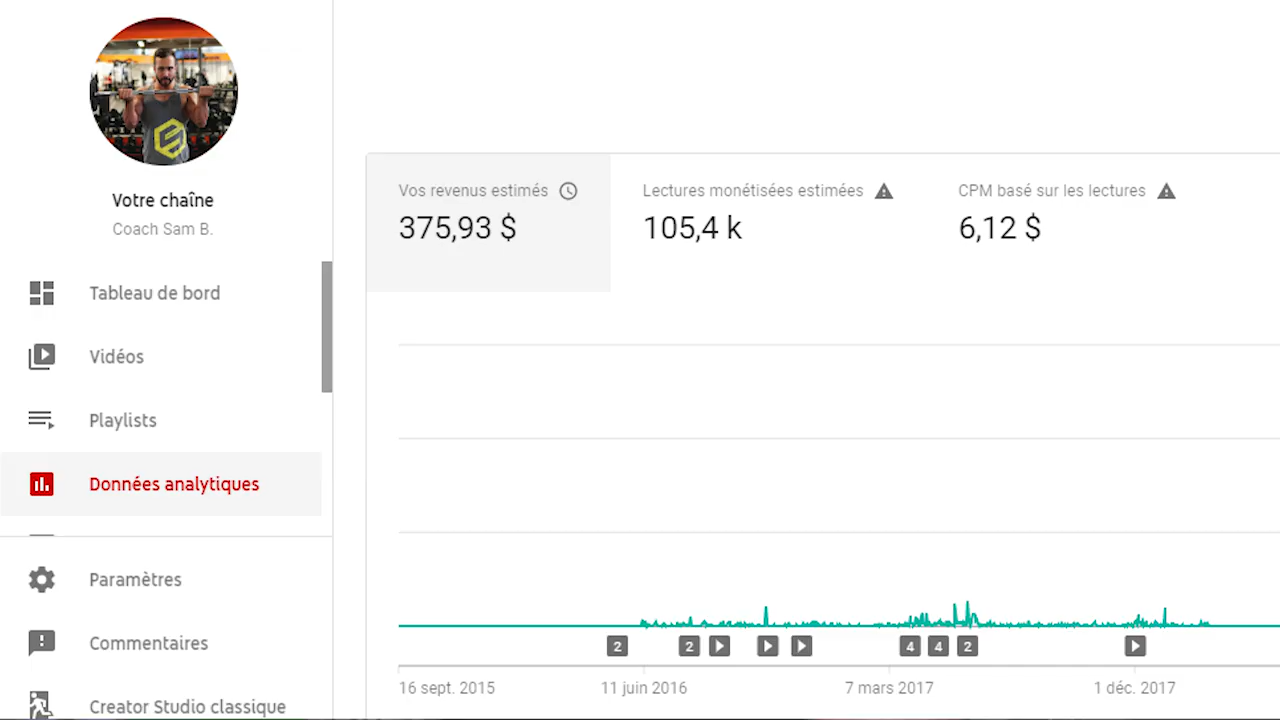 Votre chaîne
Coach Sam B.
Tableau de bord
Vidéos
Playlists
Données analytiques
Paramètres
Commentaires
Creator Studio classique
Vos revenus estimés
375,93 $
Lectures monétisées estimées
105,4 k
CPM basé sur les lectures
6,12 $
2 2 4 4 2
16 sept. 2015 11 juin 2016 7 mars 2017 1 déc. 2017